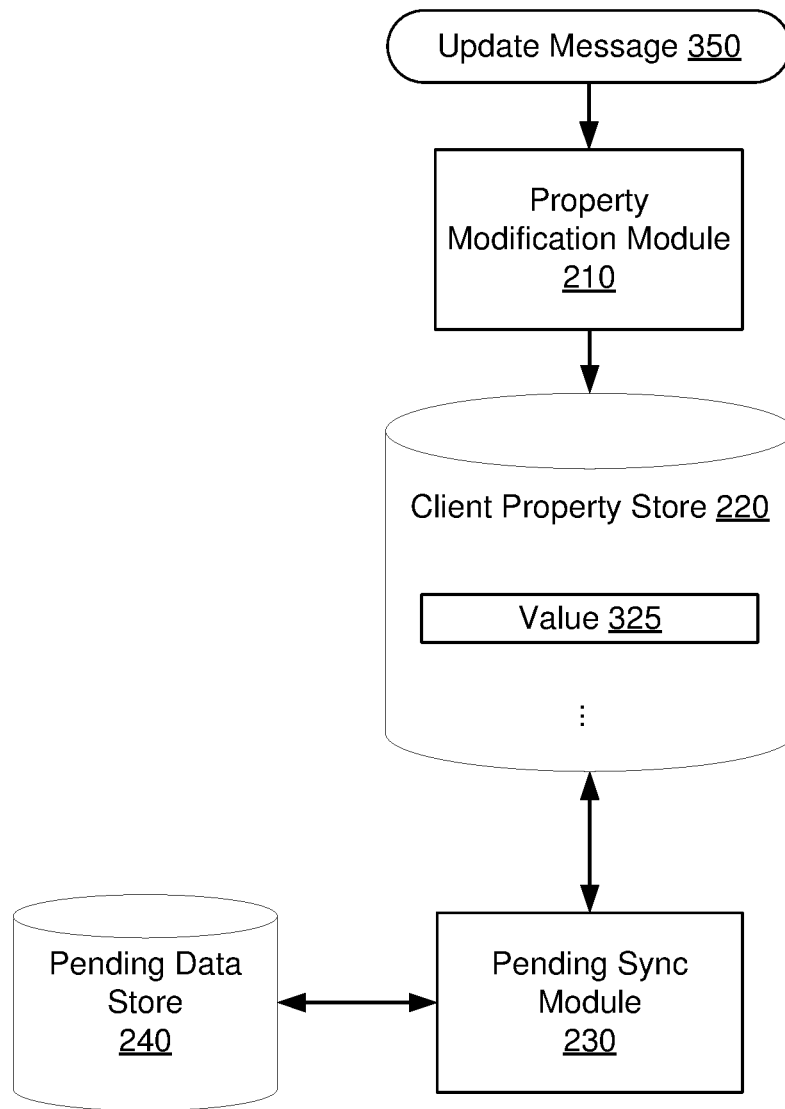 Update Message 350
Property
Modification Module
210
Client Property Store 220
Value 325
...
Pending Data
Store
240
Pending Sync
Module
230